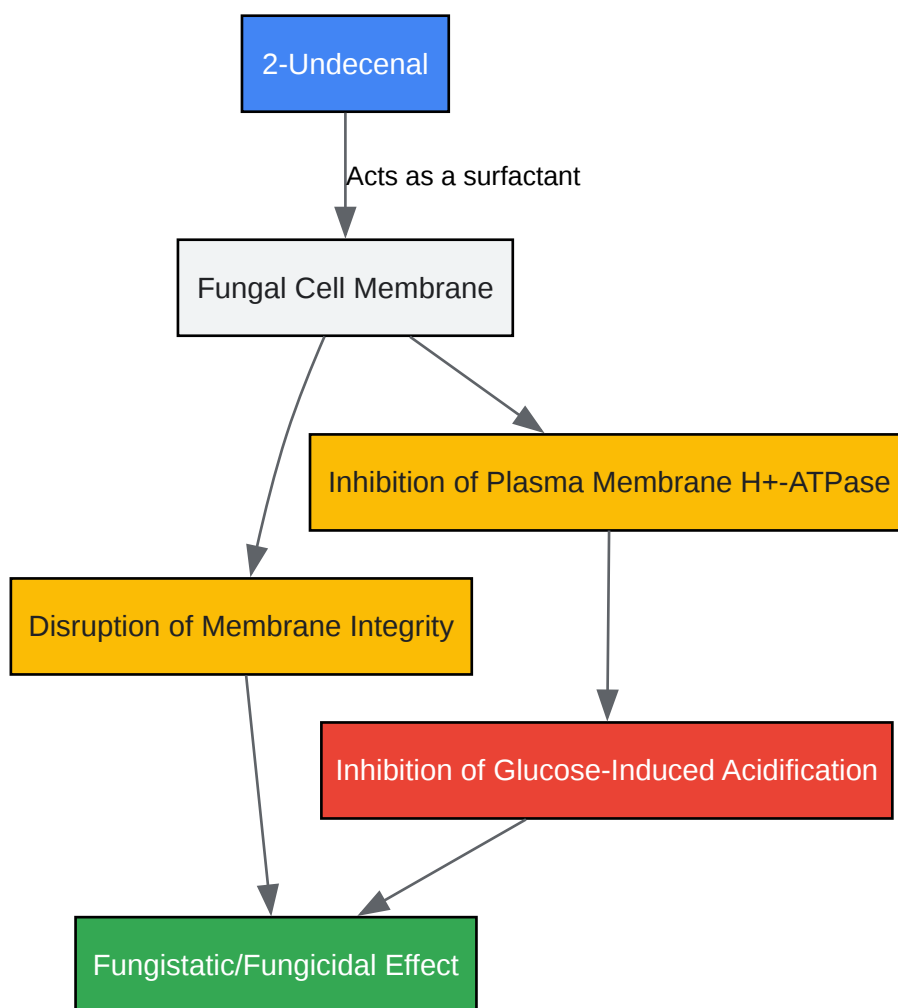 2-Undecenal
Acts as a surfactant
Fungal Cell Membrane
Inhibition of Plasma Membrane H+-ATPase
Disruption of Membrane Integrity
Inhibition of Glucose-Induced Acidification
Fungistatic/Fungicidal Effect